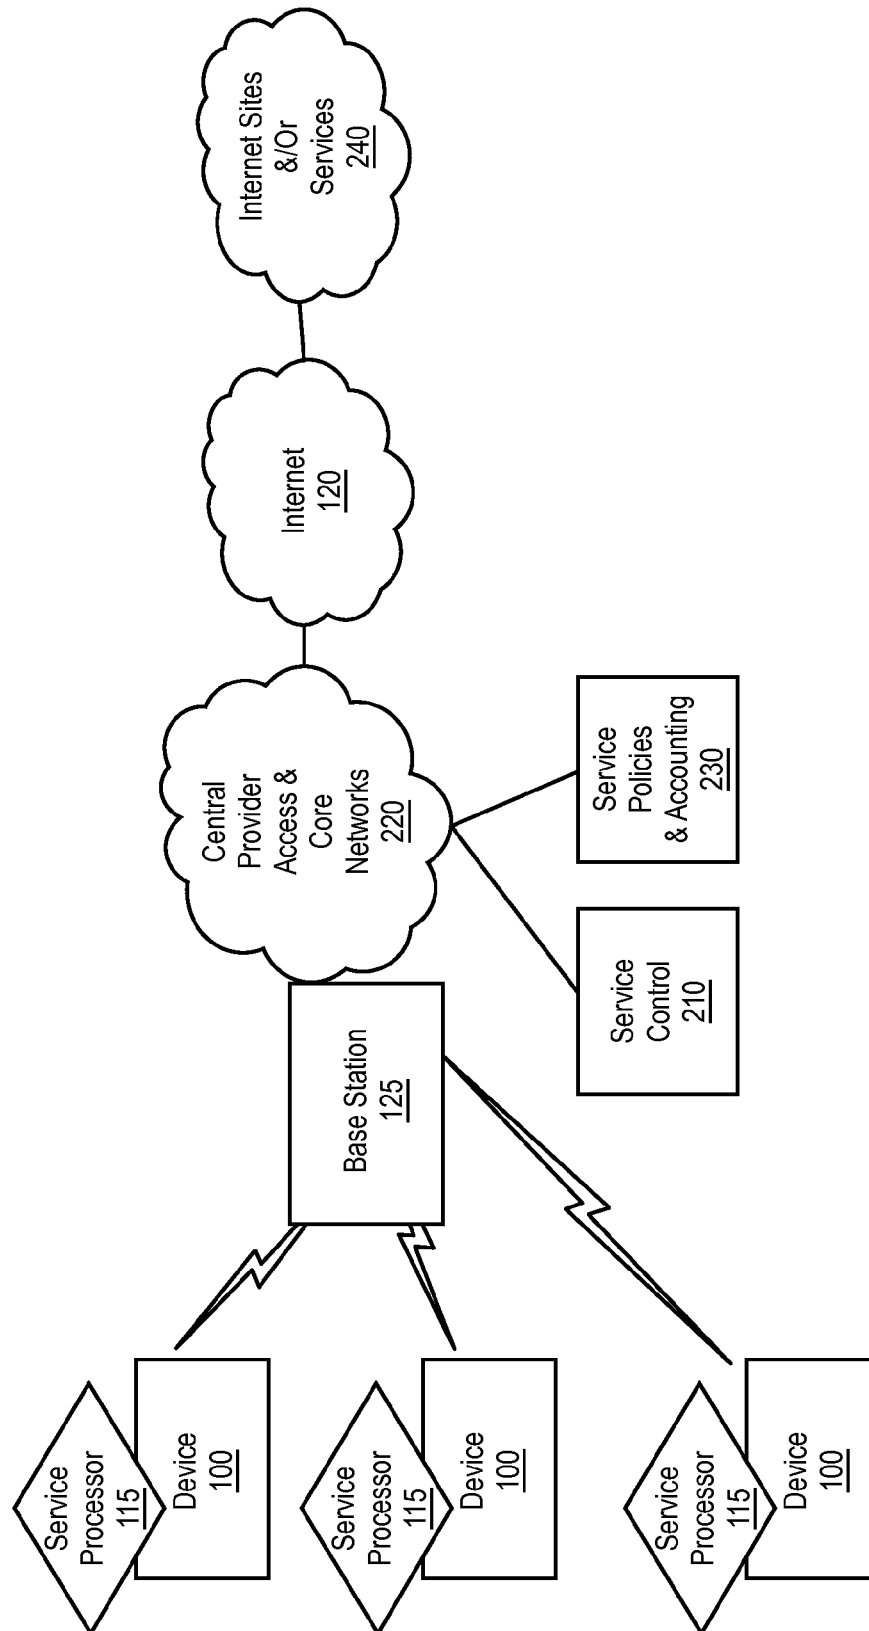 Service
Processor
115
Device
100
Service
Processor
115
Device
100
Service
Processor
115
Device
100
Base Station
125
Central
Provider
Access &
Core
Networks
220
Service
Control
210
Service
Policies
& Accounting
230
Internet
120
Internet Sites
&/Or
Services
240